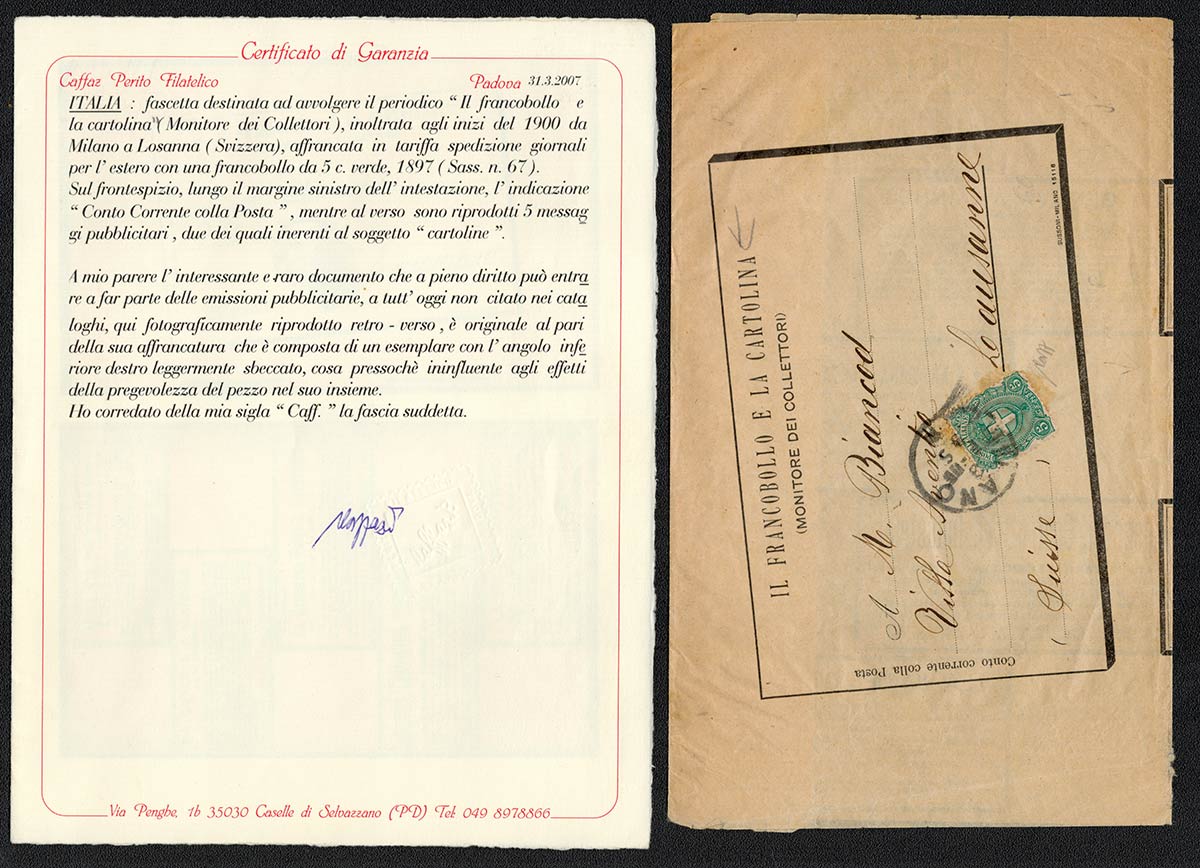 Certificato di Garanzia
Caffaz Perito Filatelico
Padova 31.3.2007
ITALIA : fascetta destinata ad avvolgere il periodico “ Il francobollo e
la cartolina”( Monitore dei Collettori ), inoltrata agli inizi del 1900 da
Milano a Losanna ( Svizzera), affrancata in tariffa spedizione giornali
per l’ estero con una francobollo da 5 c. verde, 1897 ( Sass. n. 67 ).
Sul frontespizio, lungo il margine sinistro dell’ intestazione, l’ indicazione
“ Conto Corrente colla Posta ” , mentre al verso sono riprodotti 5 messag
gi pubblicitari , due dei quali inerenti al soggetto “ cartoline ”.
A mio parere l’ interessante e raro documento che a pieno diritto può entra
re a far parte delle emissioni pubblicitarie, a tutt’ oggi non citato nei cata
loghi, qui fotograficamente riprodotto retro - verso , è originale al pari
della sua affrancatura che è composta di un esemplare con l’ angolo infe
riore destro leggermente sbeccato, cosa pressochè ininfluente agli effetti
della pregevolezza del pezzo nel suo insieme.
Ho corredato della mia sigla “ Caff. ” la fascia suddetta.
Via Penghe, 1b 35030 Caselle di Selvazzano (PD) Tel: 049 8978866
IL FRANCOBOLLO E LA CARTOLINA
(MONITORE DEI COLLETTORI)
A M. Biancod
Villa Avento
Lo ausanne
(Suisse)
Conto corrente colla Posta
SUSSONI-MILANO 15116